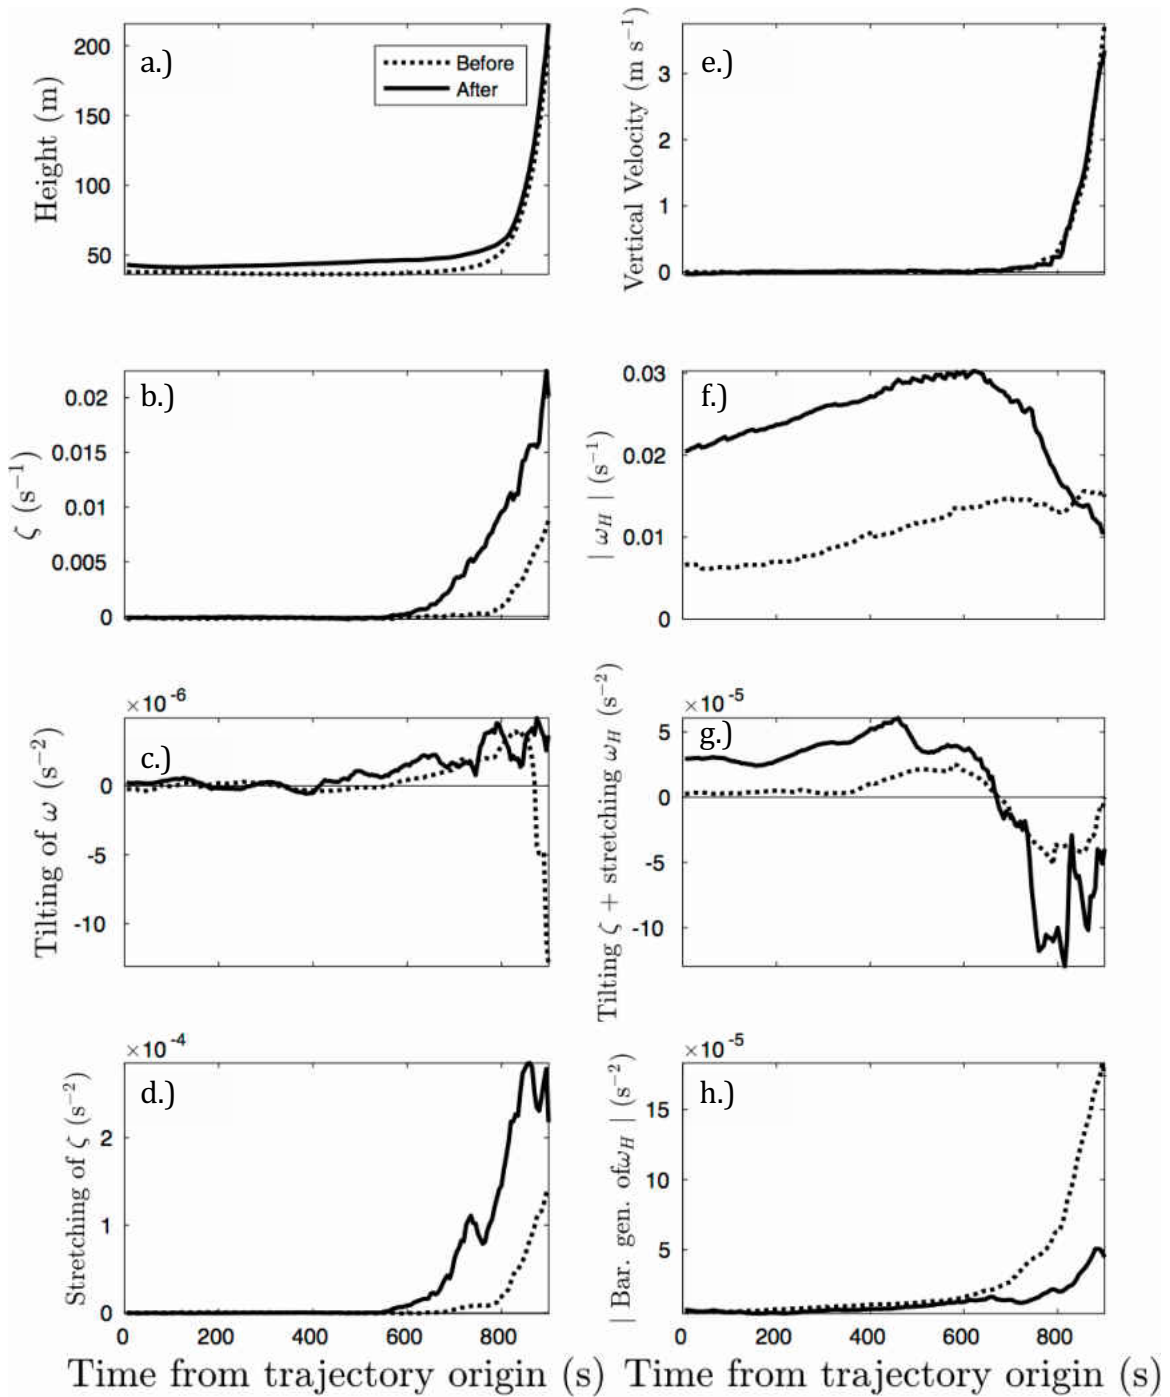 a.)
Height (m)
200
150
100
50
Before
After
e.)
Vertical Velocity (m s⁻¹)
3
2
1
0
b.)
ζ (s⁻¹)
0.02
0.015
0.01
0.005
0
f.)
| ω_H | (s⁻¹)
0.03
0.02
0.01
0
×10⁻⁶
c.)
Tilting of ω (s⁻²)
0
-5
-10
×10⁻⁵
g.)
Tilting ζ + stretching ω_H (s⁻²)
5
0
-5
-10
×10⁻⁴
d.)
Stretching of ζ (s⁻²)
2
1
0
0 200 400 600 800
Time from trajectory origin (s)
×10⁻⁵
h.)
| Bar. gen. of ω_H | (s⁻²)
15
10
5
0 200 400 600 800
Time from trajectory origin (s)